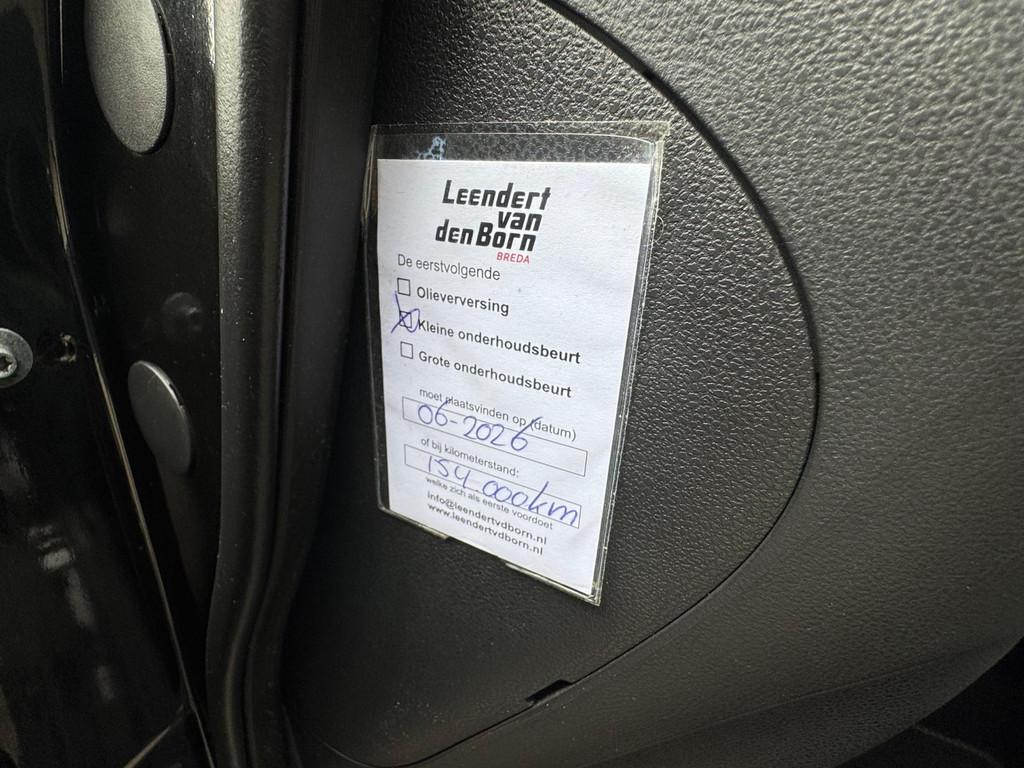 Leendert
van
den Born
BREDA
De eerstvolgende
Olieverversing
Kleine onderhoudsbeurt
Grote onderhoudsbeurt
moet plaatsvinden op (datum)
06-2026
of bij kilometerstand:
154.000km
welke zich als eerste voordoet
info@leendertvdborn.nl
www.leendertvdborn.nl